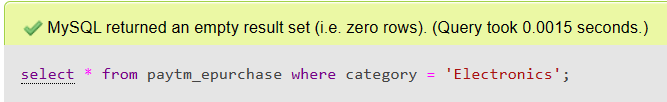 MySQL returned an empty result set (i.e. zero rows). (Query took 0.0015 seconds.)
select * from paytm_epurchase where category = 'Electronics';